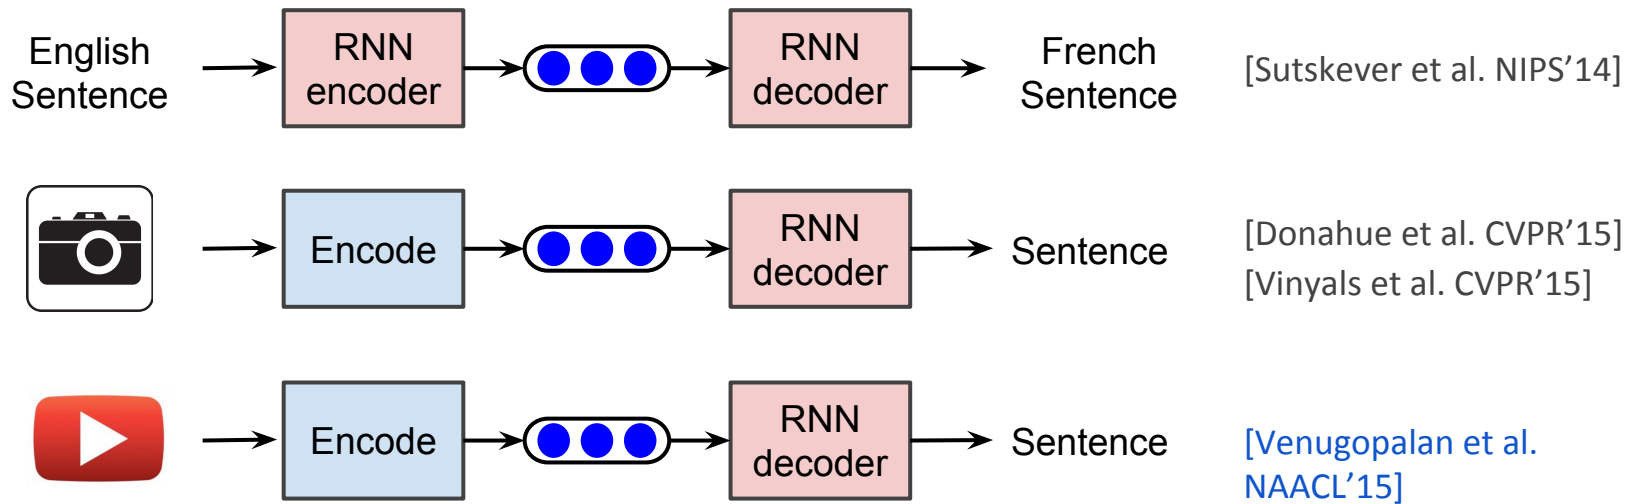 English
Sentence
RNN
encoder
RNN
decoder
French
Sentence
[Sutskever et al. NIPS’14]
Encode
RNN
decoder
Sentence
[Donahue et al. CVPR’15]
[Vinyals et al. CVPR’15]
Encode
RNN
decoder
Sentence
[Venugopalan et al.
NAACL’15]